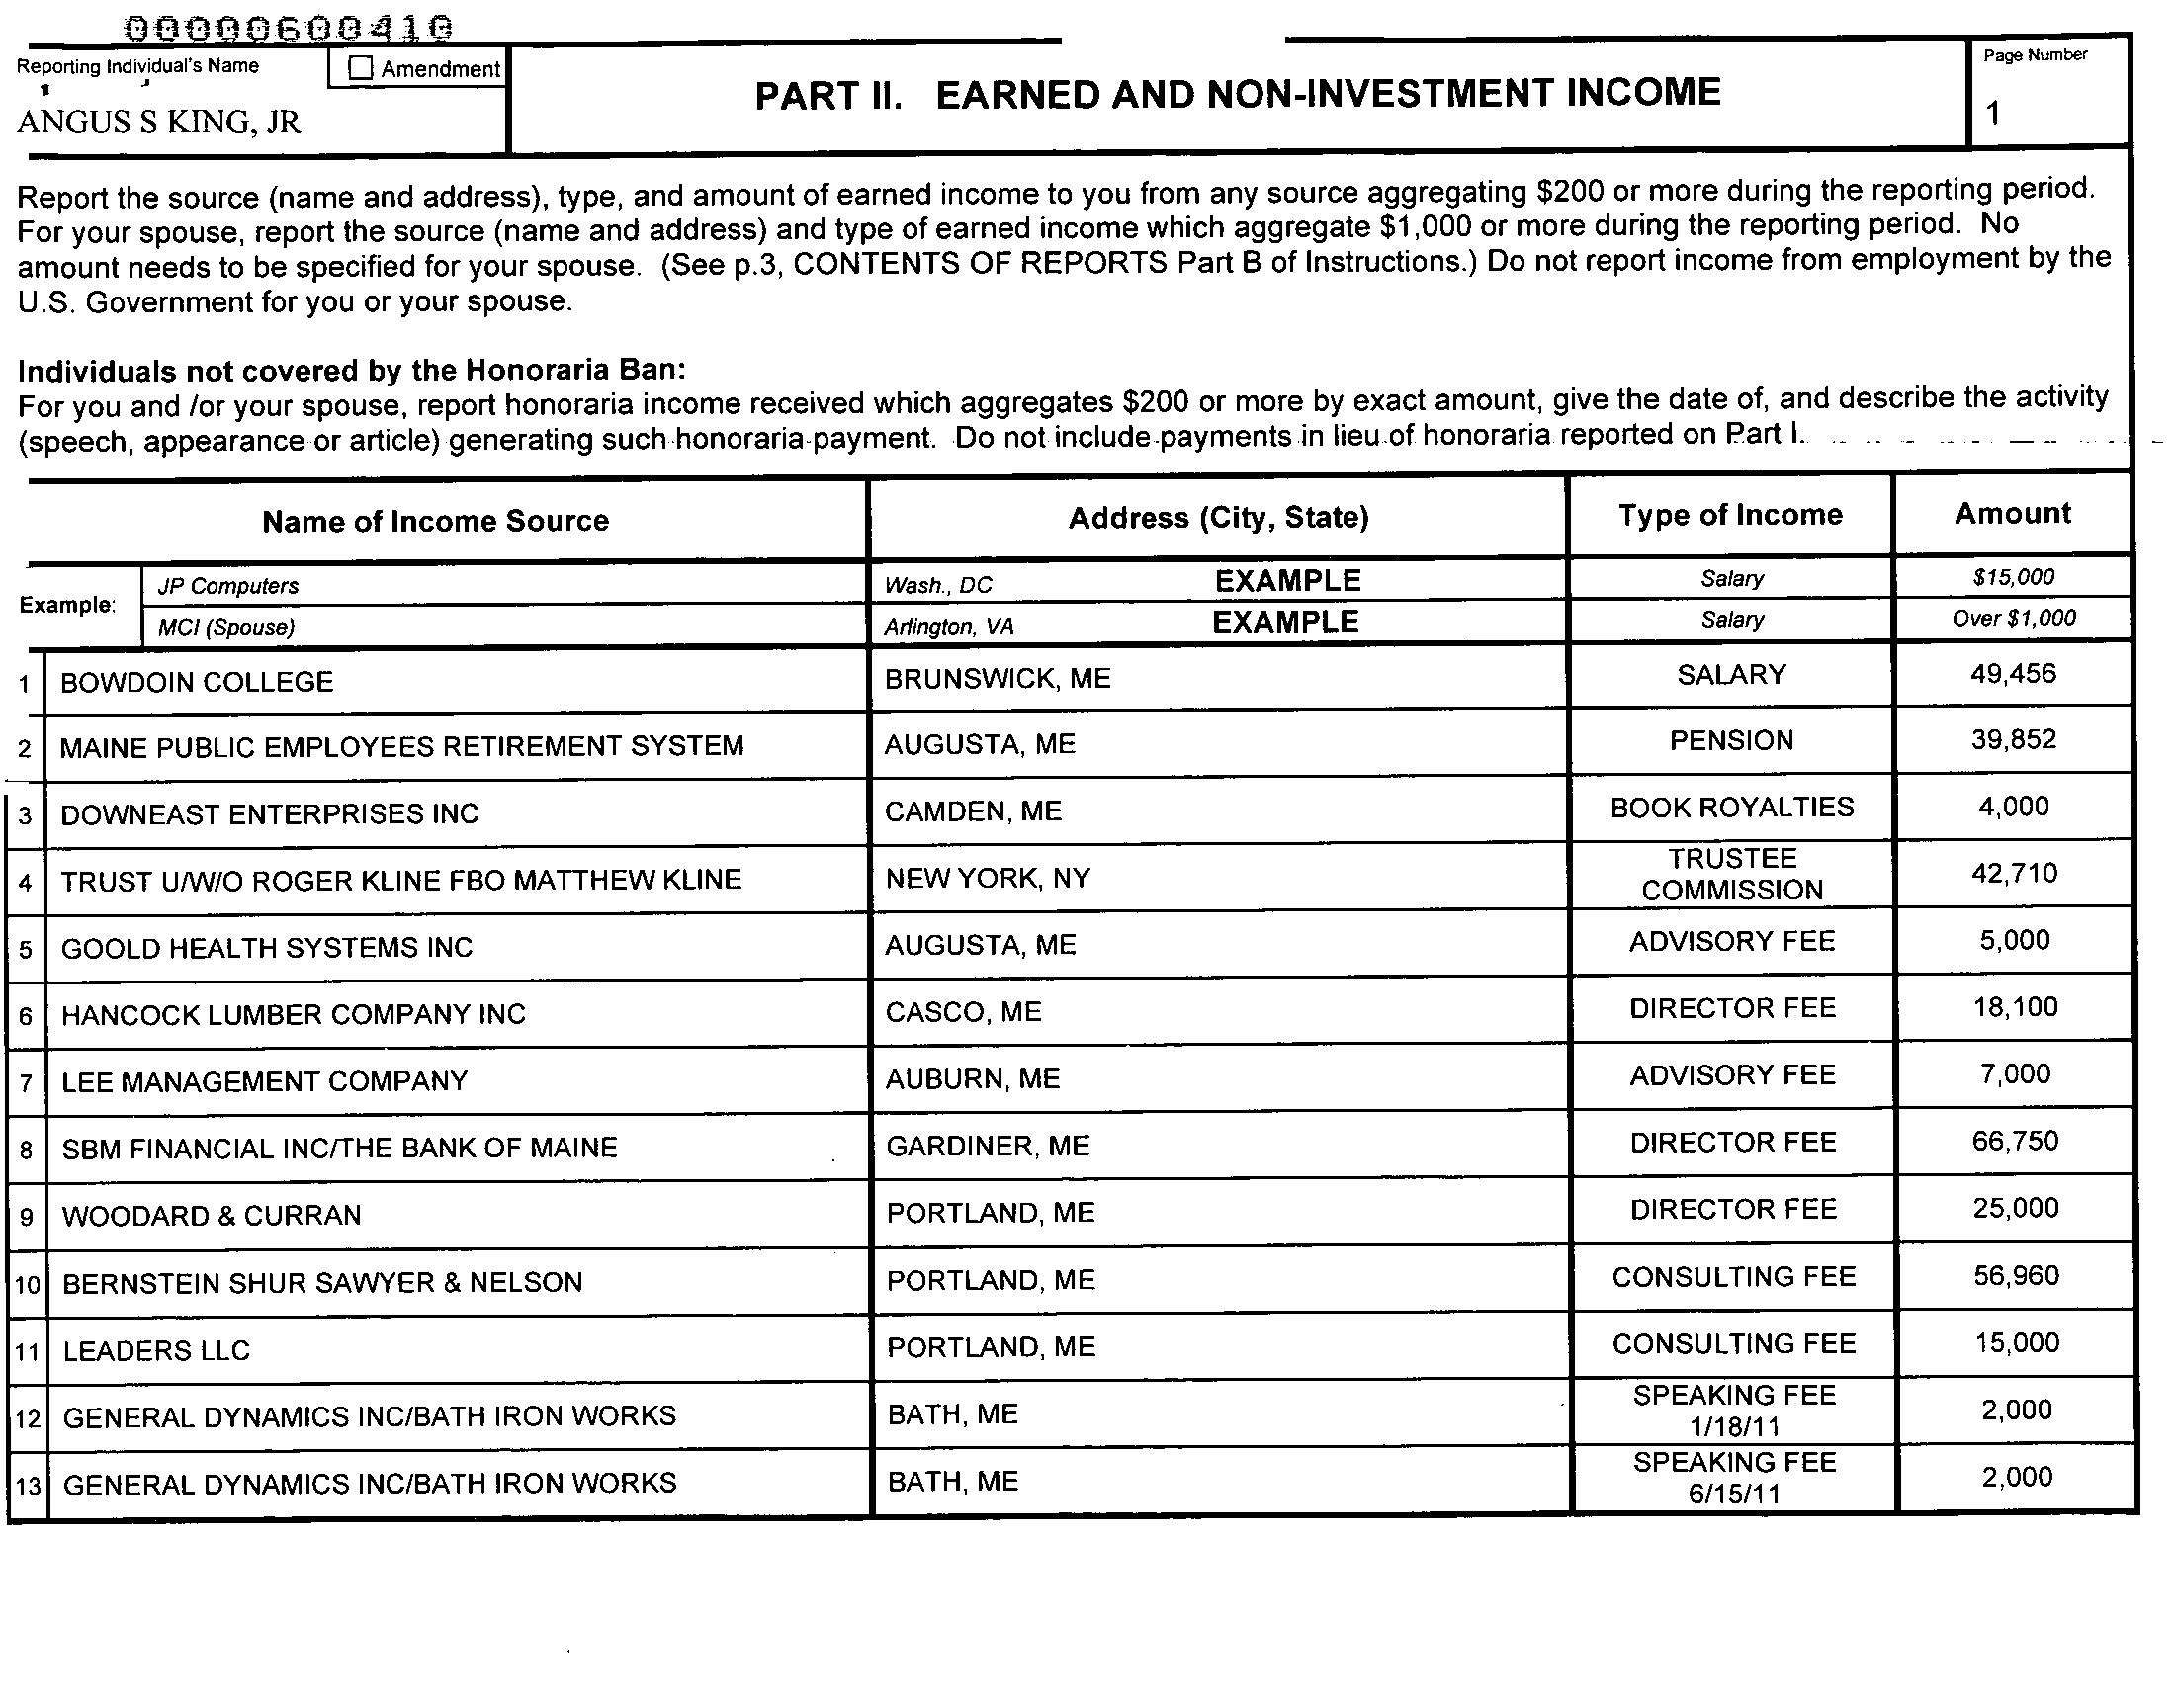 00000600410
Reporting Individual's Name
Amendment
ANGUS S KING, JR
PART II. EARNED AND NON-INVESTMENT INCOME
Page Number
1
Report the source (name and address), type, and amount of earned income to you from any source aggregating $200 or more during the reporting period.
For your spouse, report the source (name and address) and type of earned income which aggregate $1,000 or more during the reporting period. No
amount needs to be specified for your spouse. (See p.3, CONTENTS OF REPORTS Part B of Instructions.) Do not report income from employment by the
U.S. Government for you or your spouse.
Individuals not covered by the Honoraria Ban:
For you and /or your spouse, report honoraria income received which aggregates $200 or more by exact amount, give the date of, and describe the activity
(speech, appearance or article) generating such honoraria payment. Do not include payments in lieu of honoraria reported on Part I.
Name of Income Source Address (City, State) Type of Income Amount
Example:
JP Computers Wash., DC EXAMPLE Salary $15,000
MCI (Spouse) Arlington, VA EXAMPLE Salary Over $1,000
1 BOWDOIN COLLEGE BRUNSWICK, ME SALARY 49,456
2 MAINE PUBLIC EMPLOYEES RETIREMENT SYSTEM AUGUSTA, ME PENSION 39,852
3 DOWNEAST ENTERPRISES INC CAMDEN, ME BOOK ROYALTIES 4,000
4 TRUST U/W/O ROGER KLINE FBO MATTHEW KLINE NEW YORK, NY TRUSTEE
COMMISSION 42,710
5 GOOLD HEALTH SYSTEMS INC AUGUSTA, ME ADVISORY FEE 5,000
6 HANCOCK LUMBER COMPANY INC CASCO, ME DIRECTOR FEE 18,100
7 LEE MANAGEMENT COMPANY AUBURN, ME ADVISORY FEE 7,000
8 SBM FINANCIAL INC/THE BANK OF MAINE GARDINER, ME DIRECTOR FEE 66,750
9 WOODARD & CURRAN PORTLAND, ME DIRECTOR FEE 25,000
10 BERNSTEIN SHUR SAWYER & NELSON PORTLAND, ME CONSULTING FEE 56,960
11 LEADERS LLC PORTLAND, ME CONSULTING FEE 15,000
12 GENERAL DYNAMICS INC/BATH IRON WORKS BATH, ME SPEAKING FEE
1/18/11 2,000
13 GENERAL DYNAMICS INC/BATH IRON WORKS BATH, ME SPEAKING FEE
6/15/11 2,000